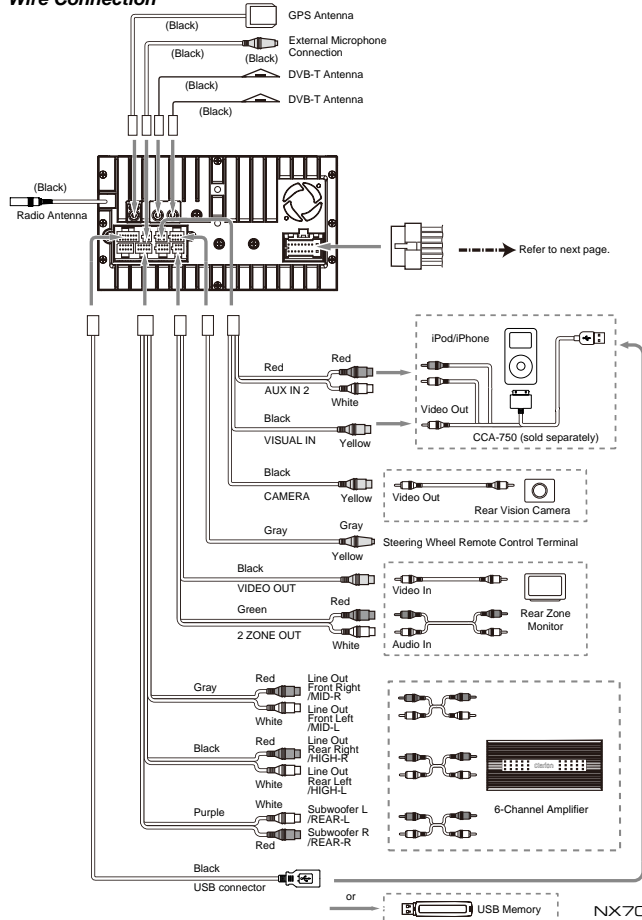 Wire Connection
GPS Antenna
(Black)
External Microphone
Connection
(Black)
(Black)
DVB-T Antenna
(Black)
DVB-T Antenna
(Black)
(Black)
Radio Antenna
Refer to next page.
iPod/iPhone
Red
Red
AUX IN 2
White
Video Out
Black
VISUAL IN
Yellow
CCA-750 (sold separately)
Black
CAMERA
Yellow
Video Out
Rear Vision Camera
Gray
Gray
Yellow
Steering Wheel Remote Control Terminal
Black
VIDEO OUT
Video In
Green
Red
2 ZONE OUT
White
Audio In
Rear Zone
Monitor
Gray
Red
Line Out
Front Right
/MID-R
White
Line Out
Front Left
/MID-L
Black
Red
Line Out
Rear Right
/HIGH-R
White
Line Out
Rear Left
/HIGH-L
clarion
6-Channel Amplifier
Purple
White
Subwoofer L
/REAR-L
Red
Subwoofer R
/REAR-R
Black
USB connector
or
USB Memory